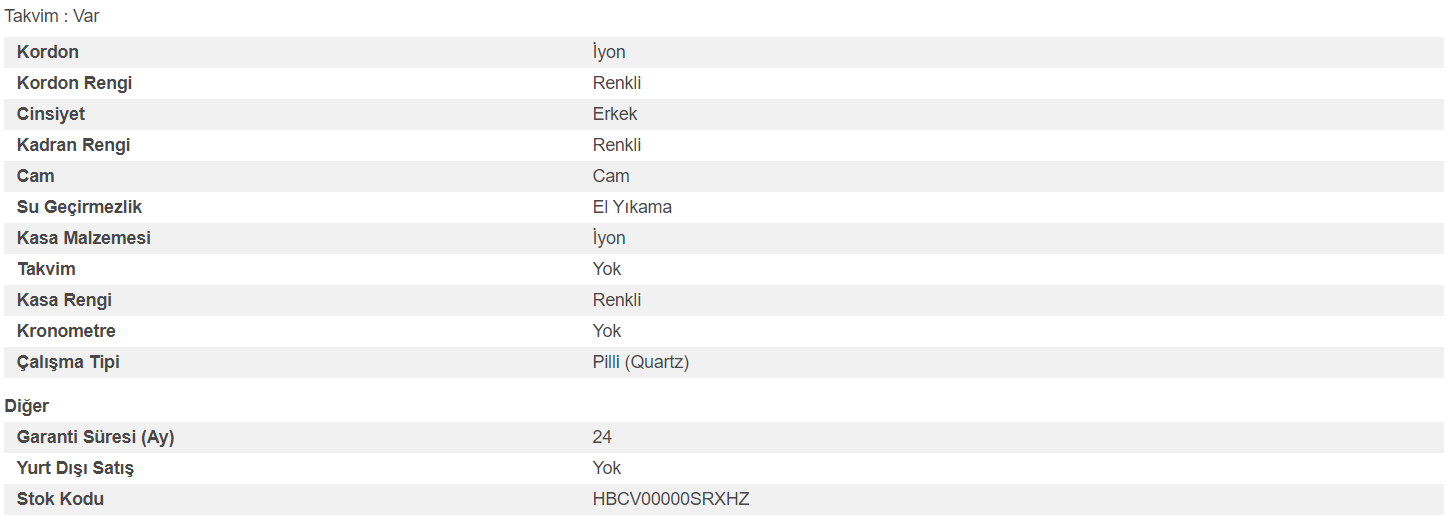 Takvim : Var
Kordon İyon
Kordon Rengi Renkli
Cinsiyet Erkek
Kadran Rengi Renkli
Cam Cam
Su Geçirmezlik El Yıkama
Kasa Malzemesi İyon
Takvim Yok
Kasa Rengi Renkli
Kronometre Yok
Çalışma Tipi Pilli (Quartz)
Diğer
Garanti Süresi (Ay) 24
Yurt Dışı Satış Yok
Stok Kodu HBCV00000SRXHZ